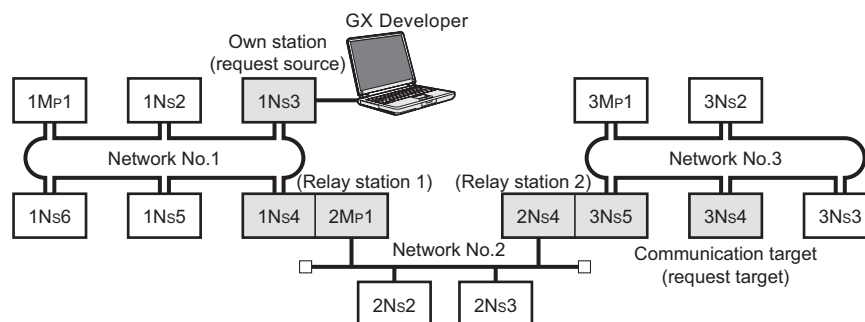 GX Developer
Own station
(request source)
1MP1
1NS2
1NS3
3MP1
3NS2
Network No.1
Network No.3
(Relay station 1)
(Relay station 2)
1NS6
1NS5
1NS4
2MP1
2NS4
3NS5
3NS4
3NS3
Network No.2
Communication target
(request target)
2NS2
2NS3